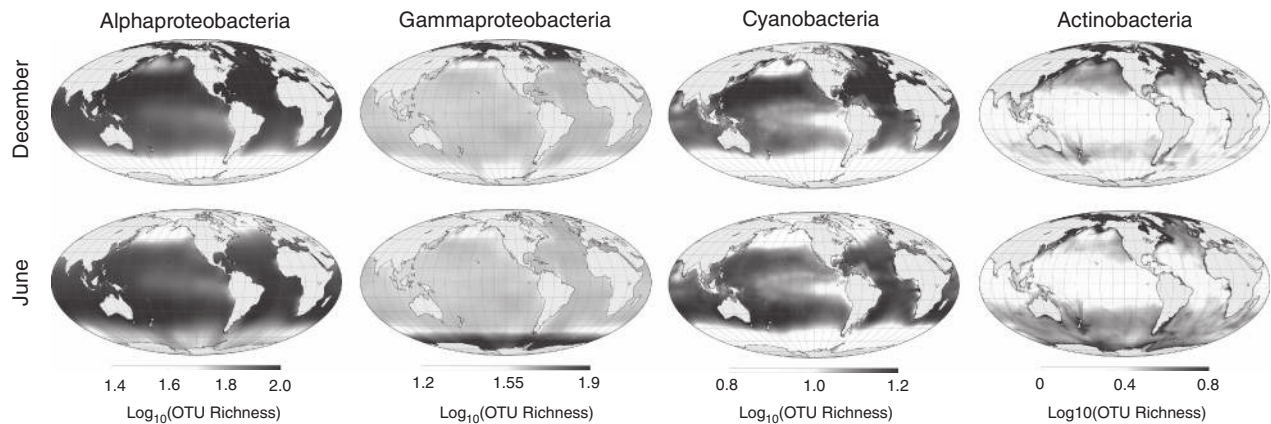 Alphaproteobacteria Gammaproteobacteria Cyanobacteria Actinobacteria
December
June
1.4 1.6 1.8 2.0 1.2 1.55 1.9 0.8 1.0 1.2 0 0.4 0.8
Log₁₀(OTU Richness) Log₁₀(OTU Richness) Log₁₀(OTU Richness) Log10(OTU Richness)